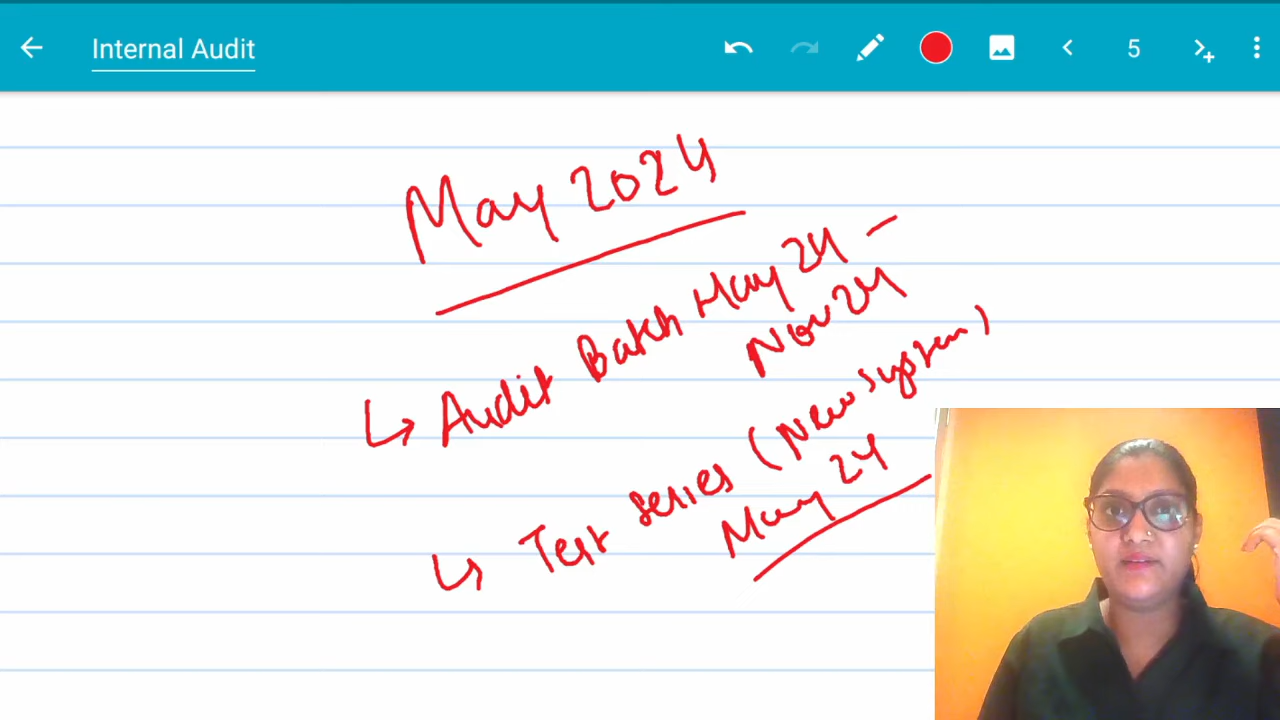 Internal Audit
5
May 2024
↳ Audit Batch May 24 -
Nov 24
↳ Test Series (New System)
May 24